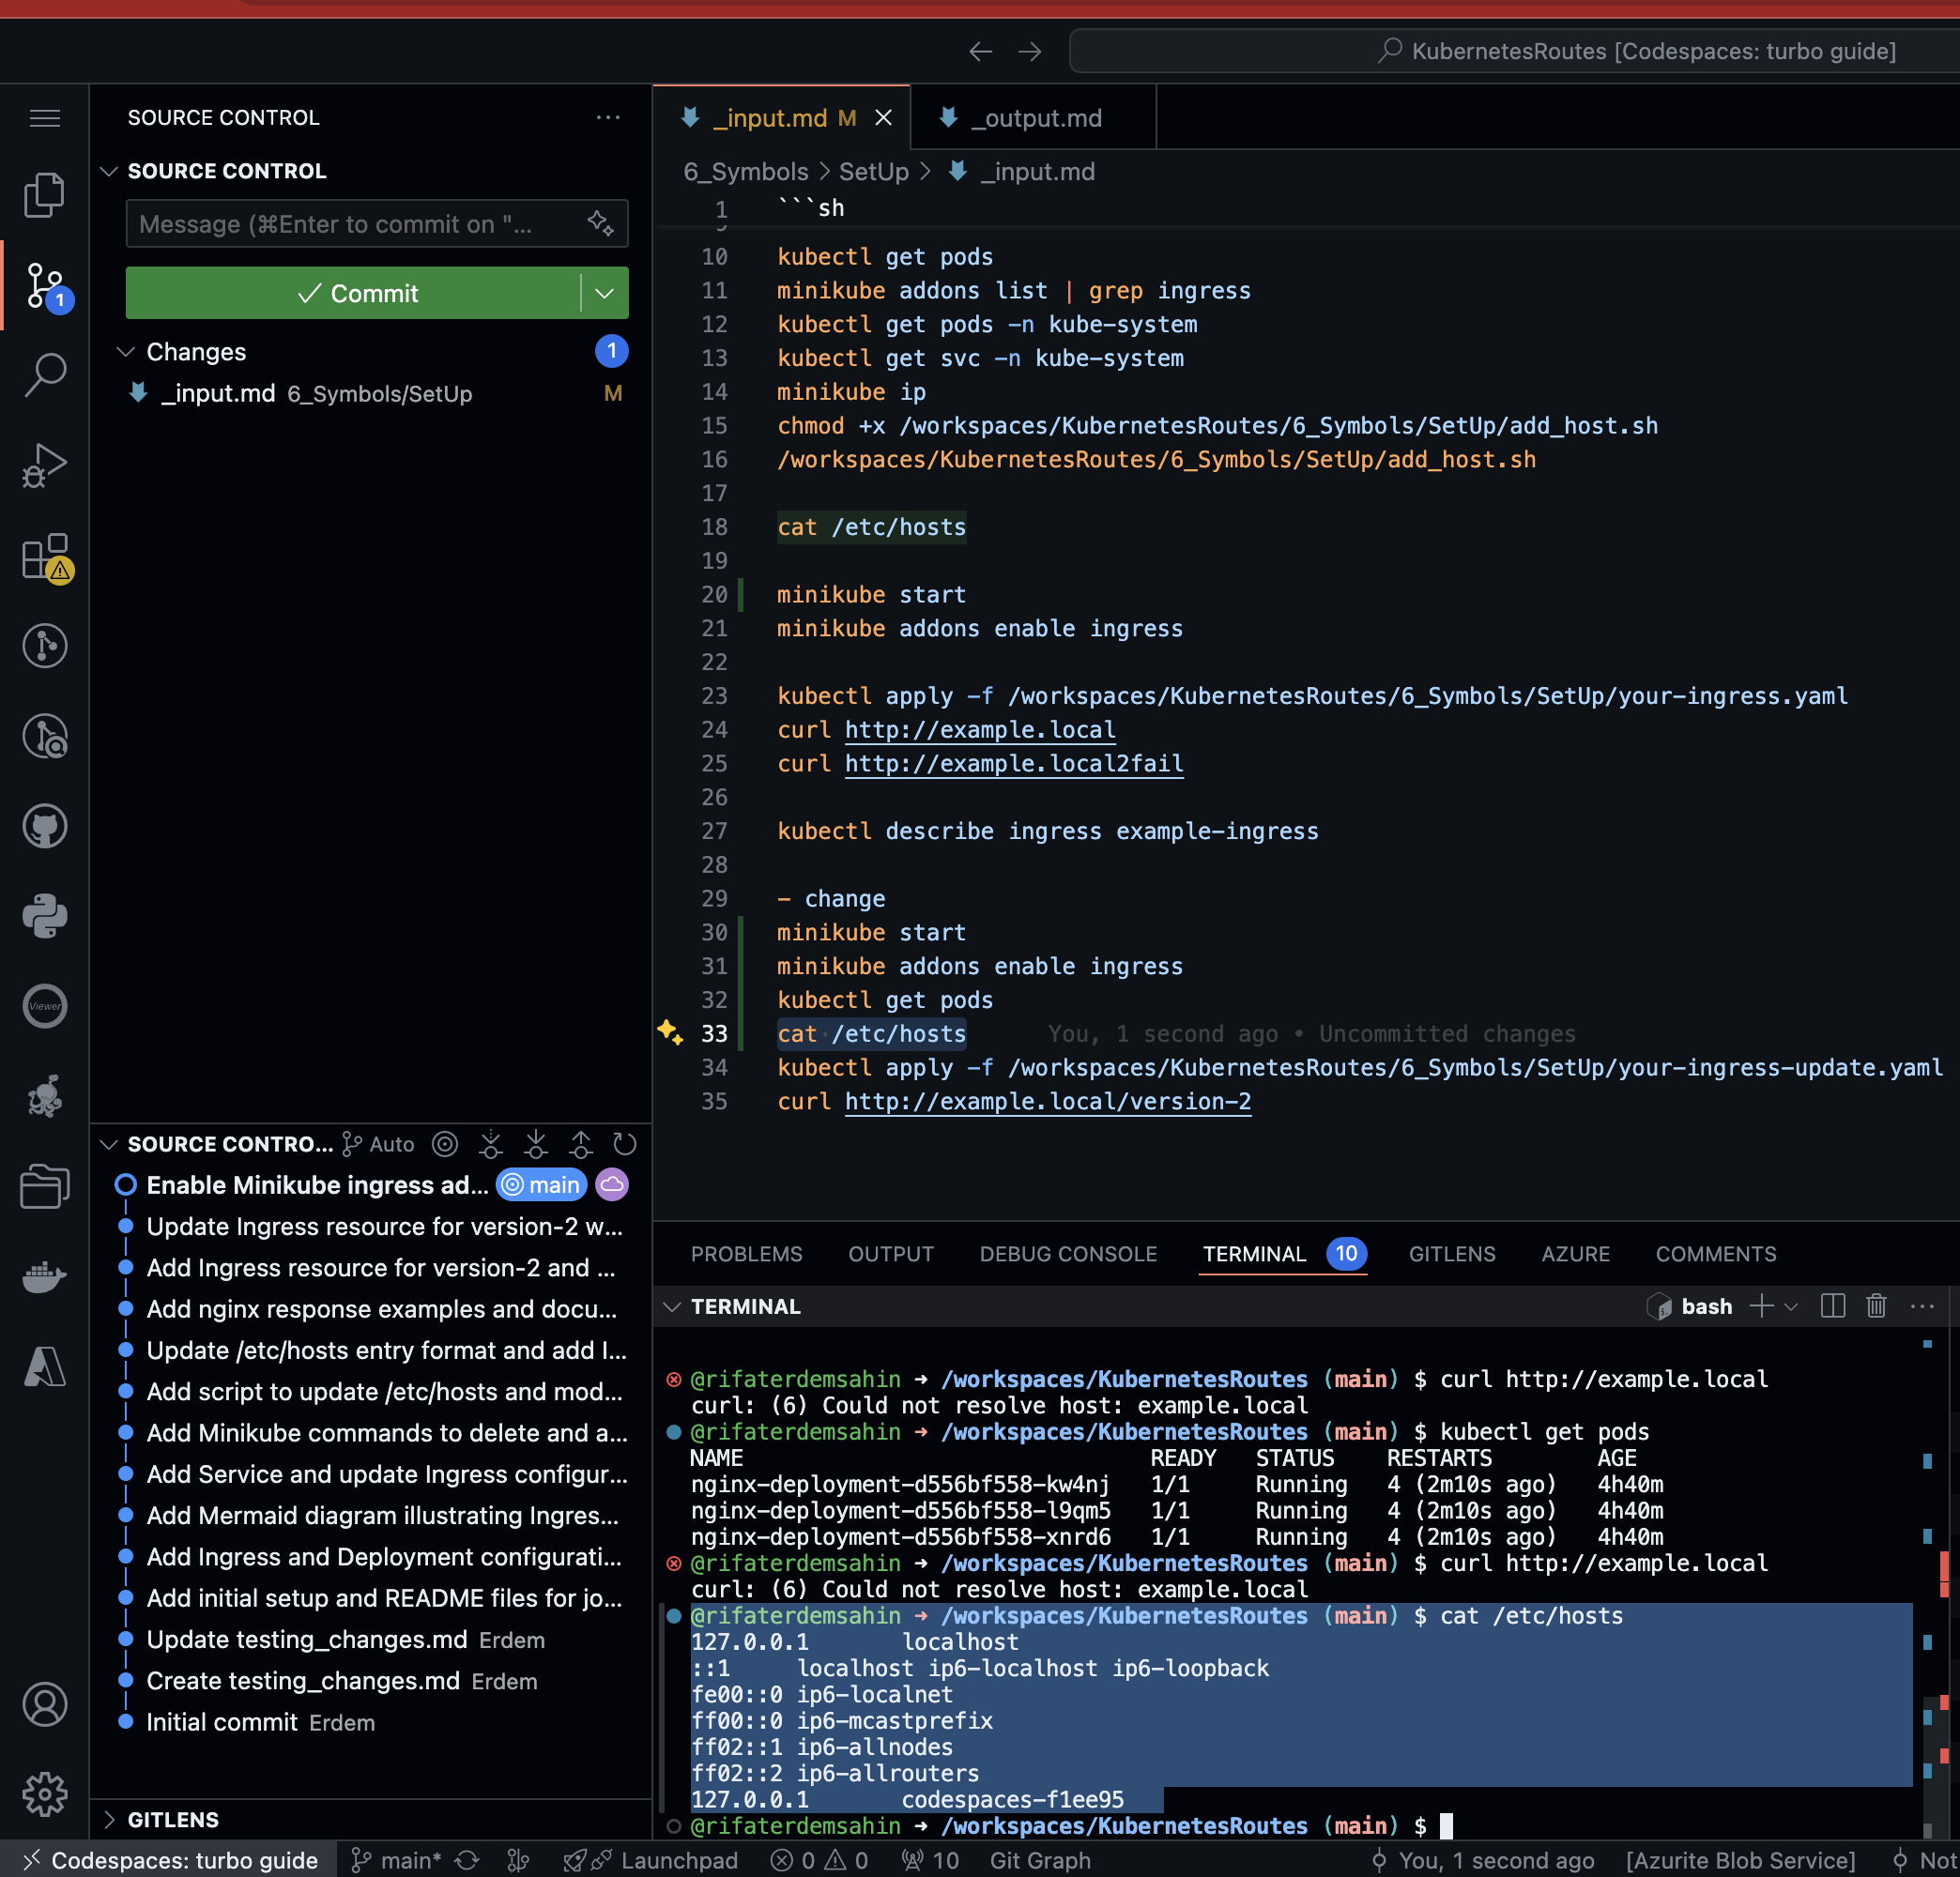 KubernetesRoutes [Codespaces: turbo guide]
SOURCE CONTROL
SOURCE CONTROL
Message (⌘Enter to commit on "...
Commit
Changes 1
_input.md 6_Symbols/SetUp M
1
Viewer
SOURCE CONTRO... Auto
Enable Minikube ingress ad... main
Update Ingress resource for version-2 w...
Add Ingress resource for version-2 and ...
Add nginx response examples and docu...
Update /etc/hosts entry format and add I...
Add script to update /etc/hosts and mod...
Add Minikube commands to delete and a...
Add Service and update Ingress configur...
Add Mermaid diagram illustrating Ingres...
Add Ingress and Deployment configurati...
Add initial setup and README files for jo...
Update testing_changes.md Erdem
Create testing_changes.md Erdem
Initial commit Erdem
GITLENS
_input.md M
_output.md
6_Symbols > SetUp > _input.md
1 ```sh
10 kubectl get pods
11 minikube addons list | grep ingress
12 kubectl get pods -n kube-system
13 kubectl get svc -n kube-system
14 minikube ip
15 chmod +x /workspaces/KubernetesRoutes/6_Symbols/SetUp/add_host.sh
16 /workspaces/KubernetesRoutes/6_Symbols/SetUp/add_host.sh
17
18 cat /etc/hosts
19
20 minikube start
21 minikube addons enable ingress
22
23 kubectl apply -f /workspaces/KubernetesRoutes/6_Symbols/SetUp/your-ingress.yaml
24 curl http://example.local
25 curl http://example.local2fail
26
27 kubectl describe ingress example-ingress
28
29 - change
30 minikube start
31 minikube addons enable ingress
32 kubectl get pods
33 cat /etc/hosts You, 1 second ago • Uncommitted changes
34 kubectl apply -f /workspaces/KubernetesRoutes/6_Symbols/SetUp/your-ingress-update.yaml
35 curl http://example.local/version-2
PROBLEMS OUTPUT DEBUG CONSOLE TERMINAL 10 GITLENS AZURE COMMENTS
TERMINAL bash
@rifaterdemsahin ➜ /workspaces/KubernetesRoutes (main) $ curl http://example.local
curl: (6) Could not resolve host: example.local
@rifaterdemsahin ➜ /workspaces/KubernetesRoutes (main) $ kubectl get pods
NAME READY STATUS RESTARTS AGE
nginx-deployment-d556bf558-kw4nj 1/1 Running 4 (2m10s ago) 4h40m
nginx-deployment-d556bf558-l9qm5 1/1 Running 4 (2m10s ago) 4h40m
nginx-deployment-d556bf558-xnrd6 1/1 Running 4 (2m10s ago) 4h40m
@rifaterdemsahin ➜ /workspaces/KubernetesRoutes (main) $ curl http://example.local
curl: (6) Could not resolve host: example.local
@rifaterdemsahin ➜ /workspaces/KubernetesRoutes (main) $ cat /etc/hosts
127.0.0.1 localhost
::1 localhost ip6-localhost ip6-loopback
fe00::0 ip6-localnet
ff00::0 ip6-mcastprefix
ff02::1 ip6-allnodes
ff02::2 ip6-allrouters
127.0.0.1 codespaces-f1ee95
@rifaterdemsahin ➜ /workspaces/KubernetesRoutes (main) $
Codespaces: turbo guide main* Launchpad 0 0 10 Git Graph You, 1 second ago [Azurite Blob Service] Not